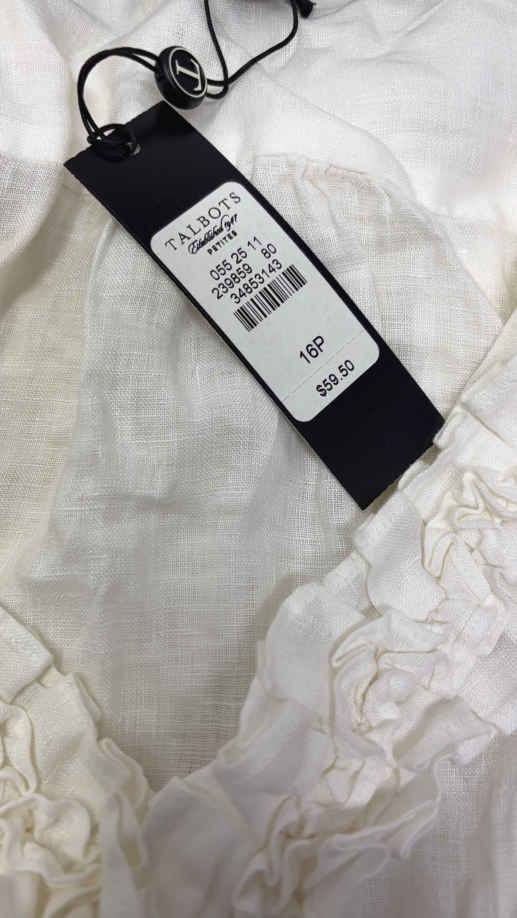 T
TALBOTS
Established 1947
PETITES
055 25 11
239859 80
34853143
16P
$59.50